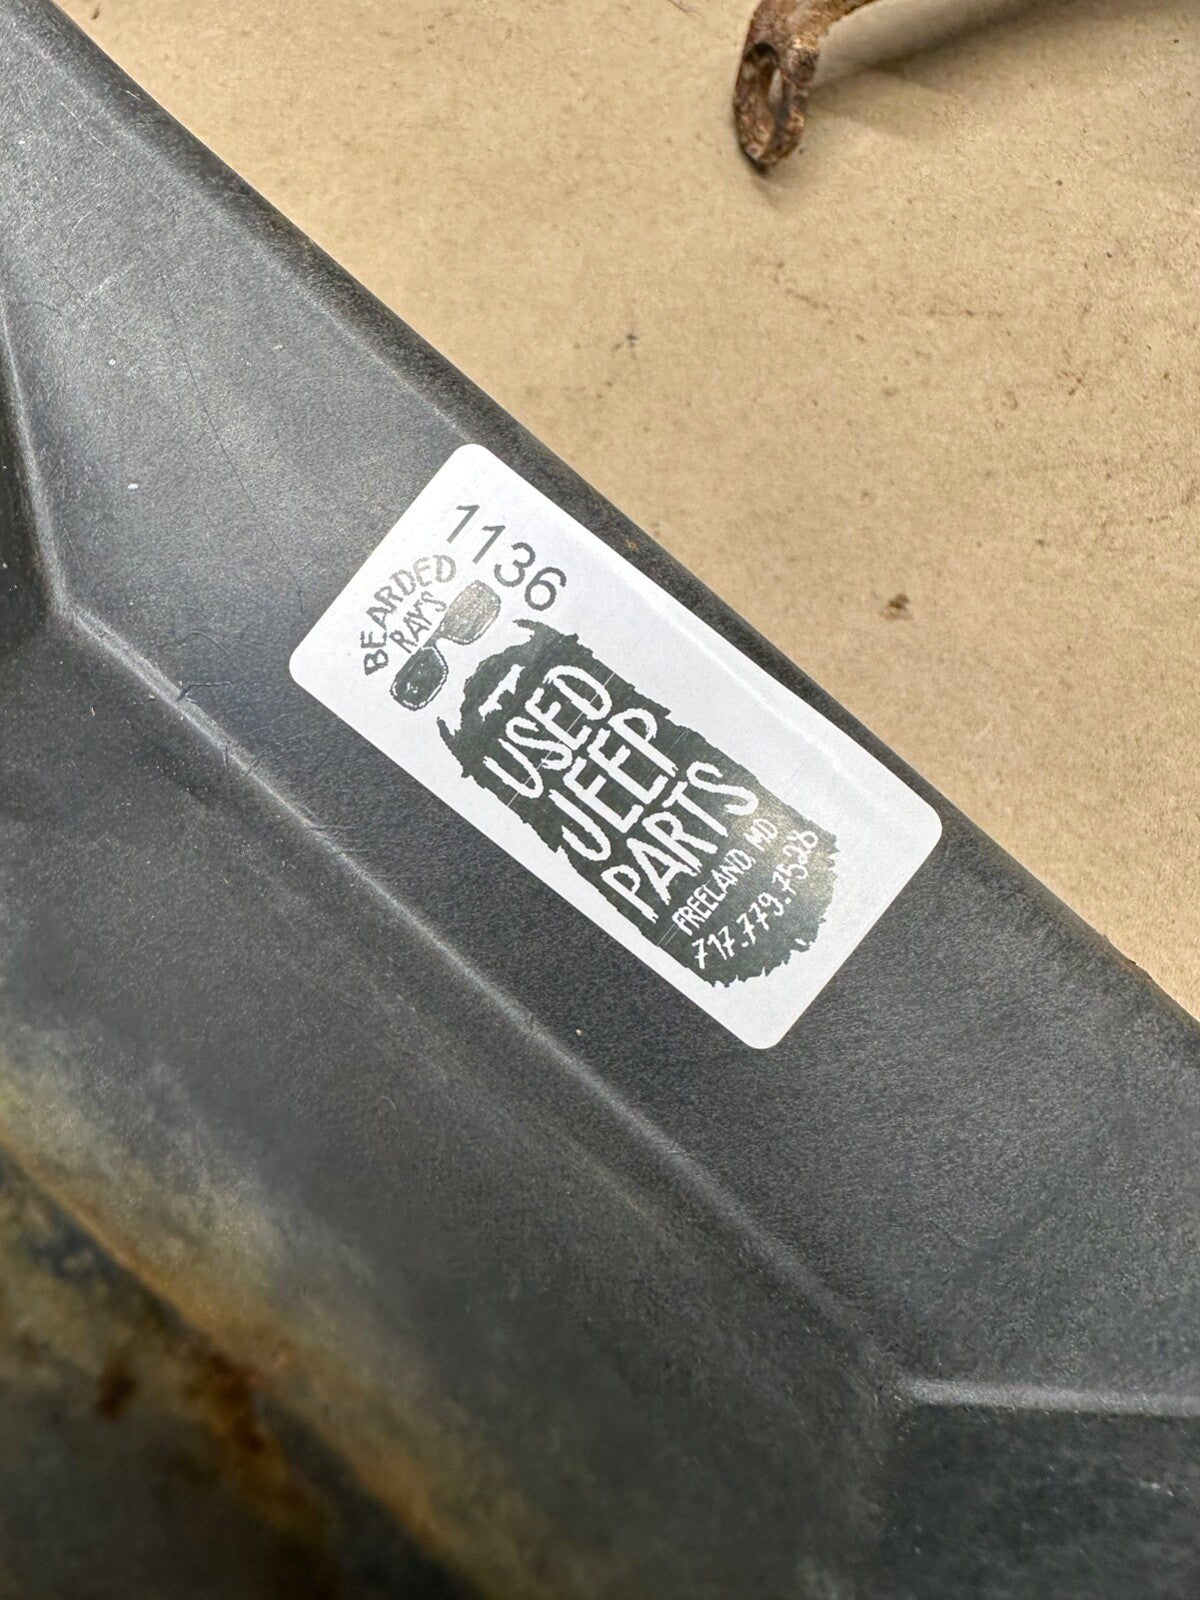 1136
BEARDED
RAY'S
USED
JEEP
PARTS
FREELAND, MD
717.779.7528